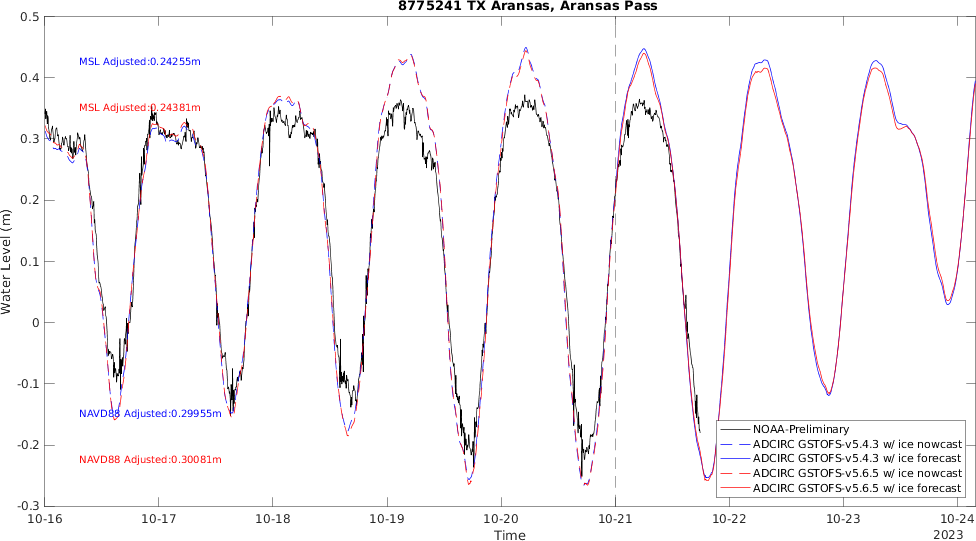 8775241 TX Aransas, Aransas Pass
0.5
0.4
0.3
0.2
0.1
0
-0.1
-0.2
-0.3
Water Level (m)
MSL Adjusted:0.24255m
MSL Adjusted:0.24381m
NAVD88 Adjusted:0.29955m
NAVD88 Adjusted:0.30081m
NOAA-Preliminary
ADCIRC GSTOFS-v5.4.3 w/ ice nowcast
ADCIRC GSTOFS-v5.4.3 w/ ice forecast
ADCIRC GSTOFS-v5.6.5 w/ ice nowcast
ADCIRC GSTOFS-v5.6.5 w/ ice forecast
10-16 10-17 10-18 10-19 10-20 10-21 10-22 10-23 10-24
Time
2023